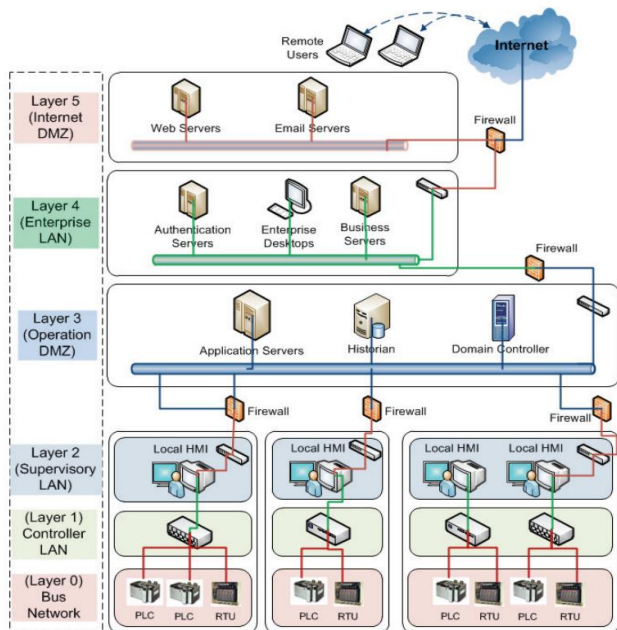 Remote
Users
Internet
Layer 5
(Internet
DMZ)
Web Servers
Email Servers
Firewall
Layer 4
(Enterprise
LAN)
Authentication
Servers
Enterprise
Desktops
Business
Servers
Firewall
Layer 3
(Operation
DMZ)
Application Servers
Historian
Domain Controller
Firewall
Firewall
Firewall
Layer 2
(Supervisory
LAN)
Local HMI
Local HMI
Local HMI
Local HMI
(Layer 1)
Controller
LAN
(Layer 0)
Bus
Network
PLC
PLC
RTU
PLC
RTU
PLC
RTU
PLC
RTU